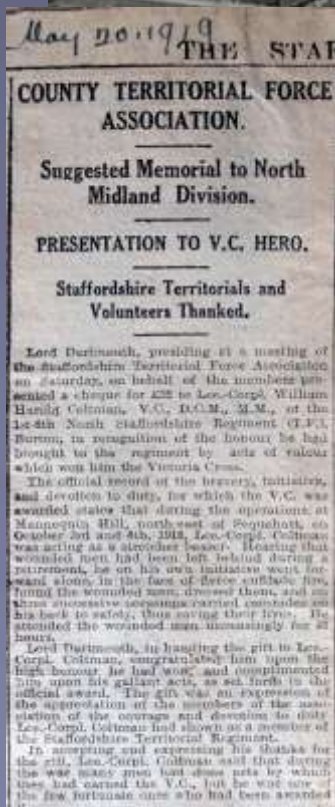 May 20. 1919
THE STAF
COUNTY TERRITORIAL FORCE
ASSOCIATION.
Suggested Memorial to North
Midland Division.
PRESENTATION TO V.C. HERO.
Staffordshire Territorials and
Volunteers Thanked.
Lord Dartmouth, presiding at a meeting of
the Staffordshire Territorial Force Association
on Saturday, on behalf of the members pre-
sented a cheque for to Lce.-Corpl. William
Harold Coltman, V.C., D.C.M., M.M., of the
1-6th North Staffordshire Regiment (T.F.),
Burton, in recognition of the honour he had
brought to the regiment by acts of valour
which won him the Victoria Cross.
The official record of the bravery, initiative,
and devotion to duty, for which the V.C. was
awarded states that during the operations at
Mannequin Hill, north-east of Sequehart, on
October 3rd and 4th, 1918, Lce.-Corpl. Coltman
was acting as a stretcher bearer. Hearing that
wounded men had been left behind during a
retirement, he on his own initiative went for-
ward alone, in the face of fierce enfilade fire,
found the wounded men, dressed them, and on
three successive journeys carried comrades on
his back to safety, thus saving their lives. He
attended the wounded men unceasingly for
hours.
Lord Dartmouth, in handing the gift to Lce.-
Corpl. Coltman, congratulated him upon the
high honour he had won, and complimented
him upon his gallant acts, as set forth in the
official award. The gift was an expression of
the appreciation of the members of the asso-
ciation of the courage and devotion to duty
Lce.-Corpl. Coltman had shown as a member of
the Staffordshire Territorial Regiment.
In accepting and expressing his thanks for
the gift, Lce.-Corpl. Coltman said that during
the war many men had done acts by which
had earned the V.C., but he was one of
the few fortunate ones who had been awarded